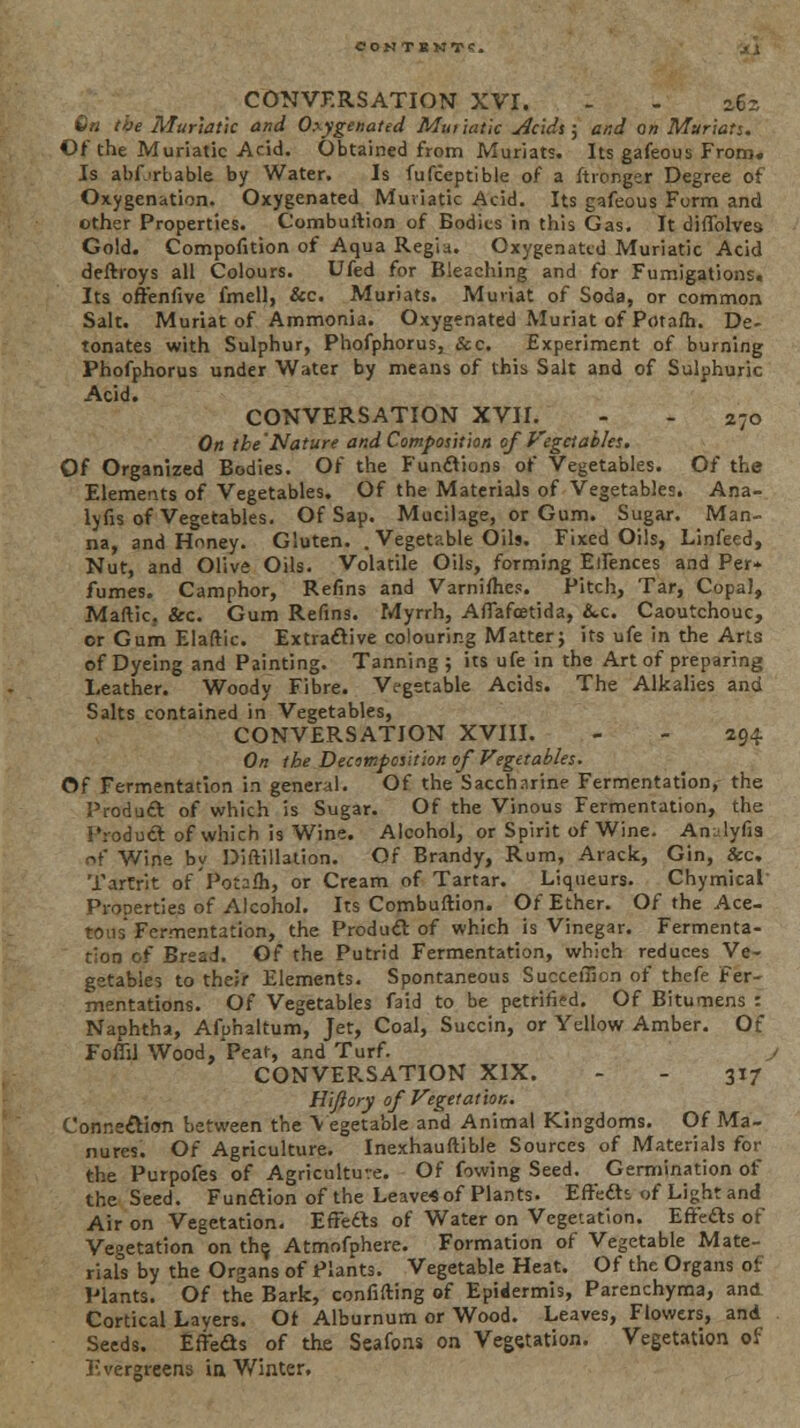 CONTENTS. xi
CONVERSATION XVI. - - 262
On the Muriatic and Oxygenated Muriatic Acids; and on Muriats.
Of the Muriatic Acid. Obtained from Muriats. Its gaſeous From.
Is abſorbable by Water. Is ſuſceptible of a ſtronger Degree of
Oxygenation. Oxygenated Muriatic Acid. Its gaſeous Form and
other Properties. Combuſtion of Bodies in this Gas. It diſſolves
Gold. Compoſition of Aqua Regia. Oxygenated Muriatic Acid
deſtroys all Colours. Uſed for Bleaching and for Fumigations.
Its offenſive ſmell, &c. Muriats. Muriat of Soda, or common
Salt. Muriat of Ammonia. Oxygenated Muriat of Potaſh. De-
tonates with Sulphur, Phoſphorus, &c. Experiment of burning
Phoſphorus under Water by means of this Salt and of Sulphuric
Acid.
CONVERSATION XVII. - - 270
On the Nature and Composition of Vegetables.
Of Organized Bodies. Of the Functions of Vegetables. Of the
Elements of Vegetables. Of the Materials of Vegetables. Ana-
lyſis of Vegetables. Of Sap. Mucilage, or Gum. Sugar. Man-
na, and Honey. Gluten. Vegetable Oils. Fixed Oils, Linſeed,
Nut, and Olive Oils. Volatile Oils, forming Eſſences and Per-
fumes. Camphor, Reſins and Varniſhes. Pitch, Tar, Copal,
Maſtic, &c. Gum Reſins. Myrrh, Aſſafœtida, &c. Caoutchouc,
or Gum Elaſtic. Extractive colouring Matter; its uſe in the Arts
of Dyeing and Painting. Tanning; its uſe in the Art of preparing
Leather. Woody Fibre. Vegetable Acids. The Alkalies and
Salts contained in Vegetables,
CONVERSATION XVIII. - - 294
On the Decomposition of Vegetables.
Of Fermentation in general. Of the Saccharine Fermentation, the
Product of which is Sugar. Of the Vinous Fermentation, the
Product of which is Wine. Alcohol, or Spirit of Wine. Analyſis
of Wine by Diſtillation. Of Brandy, Rum, Arack, Gin, &c.
Tartrit of Potaſh, or Cream of Tartar. Liqueurs. Chymical
Properties of Alcohol. Its Combuſtion. Of Ether. Of the Ace-
tous Fermentation, the Product of which is Vinegar. Fermenta-
tion of Bread. Of the Putrid Fermentation, which reduces Ve-
getables to their Elements. Spontaneous Succeſſion of theſe Fer-
mentations. Of Vegetables ſaid to be petrified. Of Bitumens:
Naphtha, Aſphaltum, Jet, Coal, Succin, or Yellow Amber. Of
Foſſil Wood, Peat, and Turf.
CONVERSATION XIX. - - 317
Hiſtory of Vegetation.
Connection between the Vegetable and Animal Kingdoms. Of Ma-
nures. Of Agriculture. Inexhauſtible Sources of Materials for
the Purpoſes of Agriculture. Of ſowing Seed. Germination of
the Seed. Function of the Leaves of Plants. Effects of Light and
Air on Vegetation. Effects of Water on Vegetation. Effects of
Vegetation on the Atmoſphere. Formation of Vegetable Mate-
rials by the Organs of Plants. Vegetable Heat. Of the Organs of
Plants. Of the Bark, conſiſting of Epidermis, Parenchyma, and
Cortical Layers. Of Alburnum or Wood. Leaves, Flowers, and
Seeds. Effects of the Seaſons on Vegetation. Vegetation of
Evergreens in Winter.